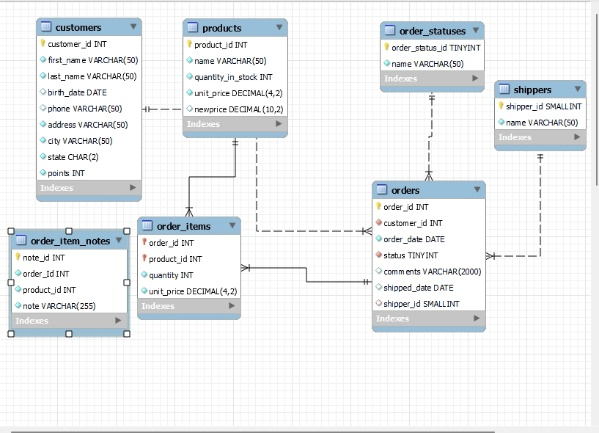 customers
customer_id INT
first_name VARCHAR(50)
last_name VARCHAR(50)
birth_date DATE
phone VARCHAR(50)
address VARCHAR(50)
city VARCHAR(50)
state CHAR(2)
points INT
Indexes
products
product_id INT
name VARCHAR(50)
quantity_in_stock INT
unit_price DECIMAL(4,2)
newprice DECIMAL(10,2)
Indexes
order_statuses
order_status_id TINYINT
name VARCHAR(50)
Indexes
shippers
shipper_id SMALLINT
name VARCHAR(50)
Indexes
order_item_notes
note_id INT
order_id INT
product_id INT
note VARCHAR(255)
Indexes
order_items
order_id INT
product_id INT
quantity INT
unit_price DECIMAL(4,2)
Indexes
orders
order_id INT
customer_id INT
order_date DATE
status TINYINT
comments VARCHAR(2000)
shipped_date DATE
shipper_id SMALLINT
Indexes